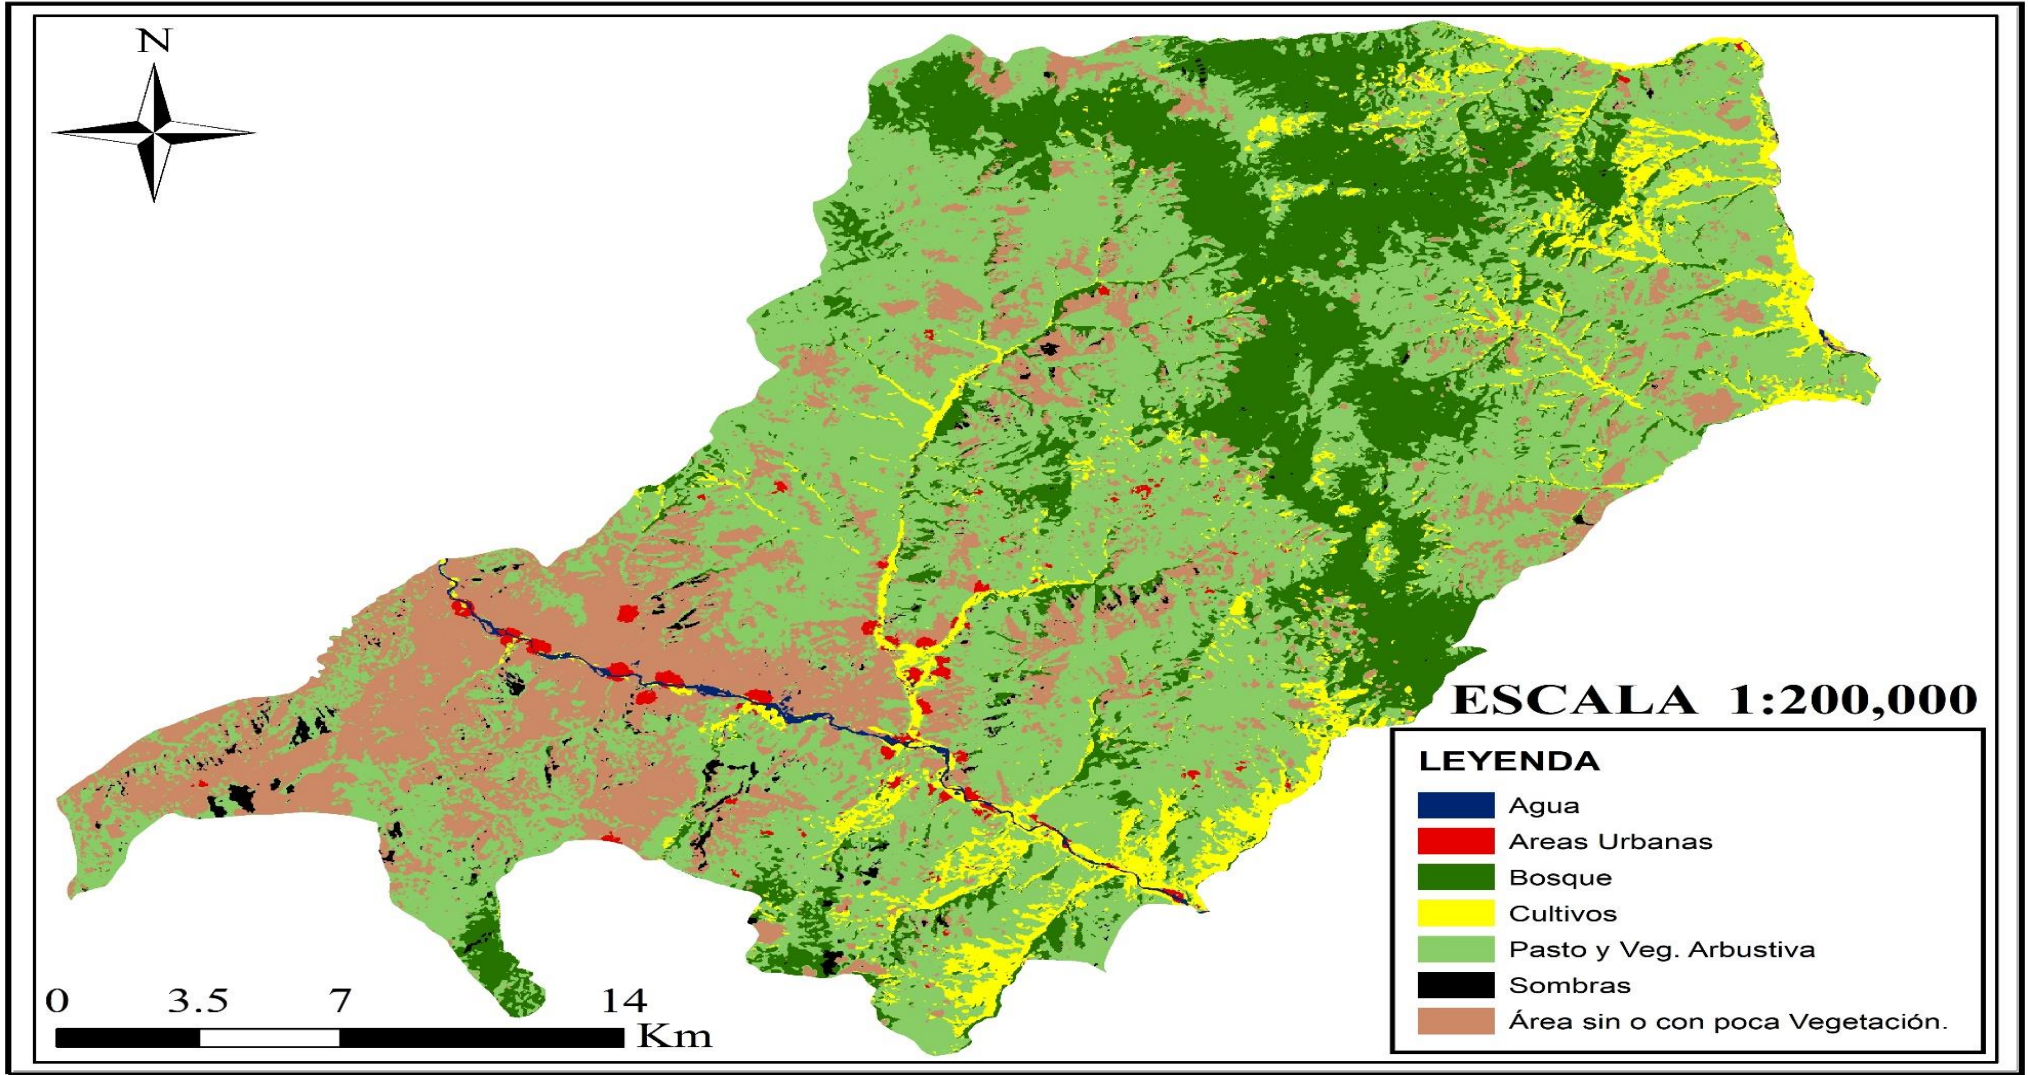 N
ESCALA 1:200,000
LEYENDA
Agua
Areas Urbanas
Bosque
Cultivos
Pasto y Veg. Arbustiva
Sombras
Área sin o con poca Vegetación.
0 3.5 7 14
Km